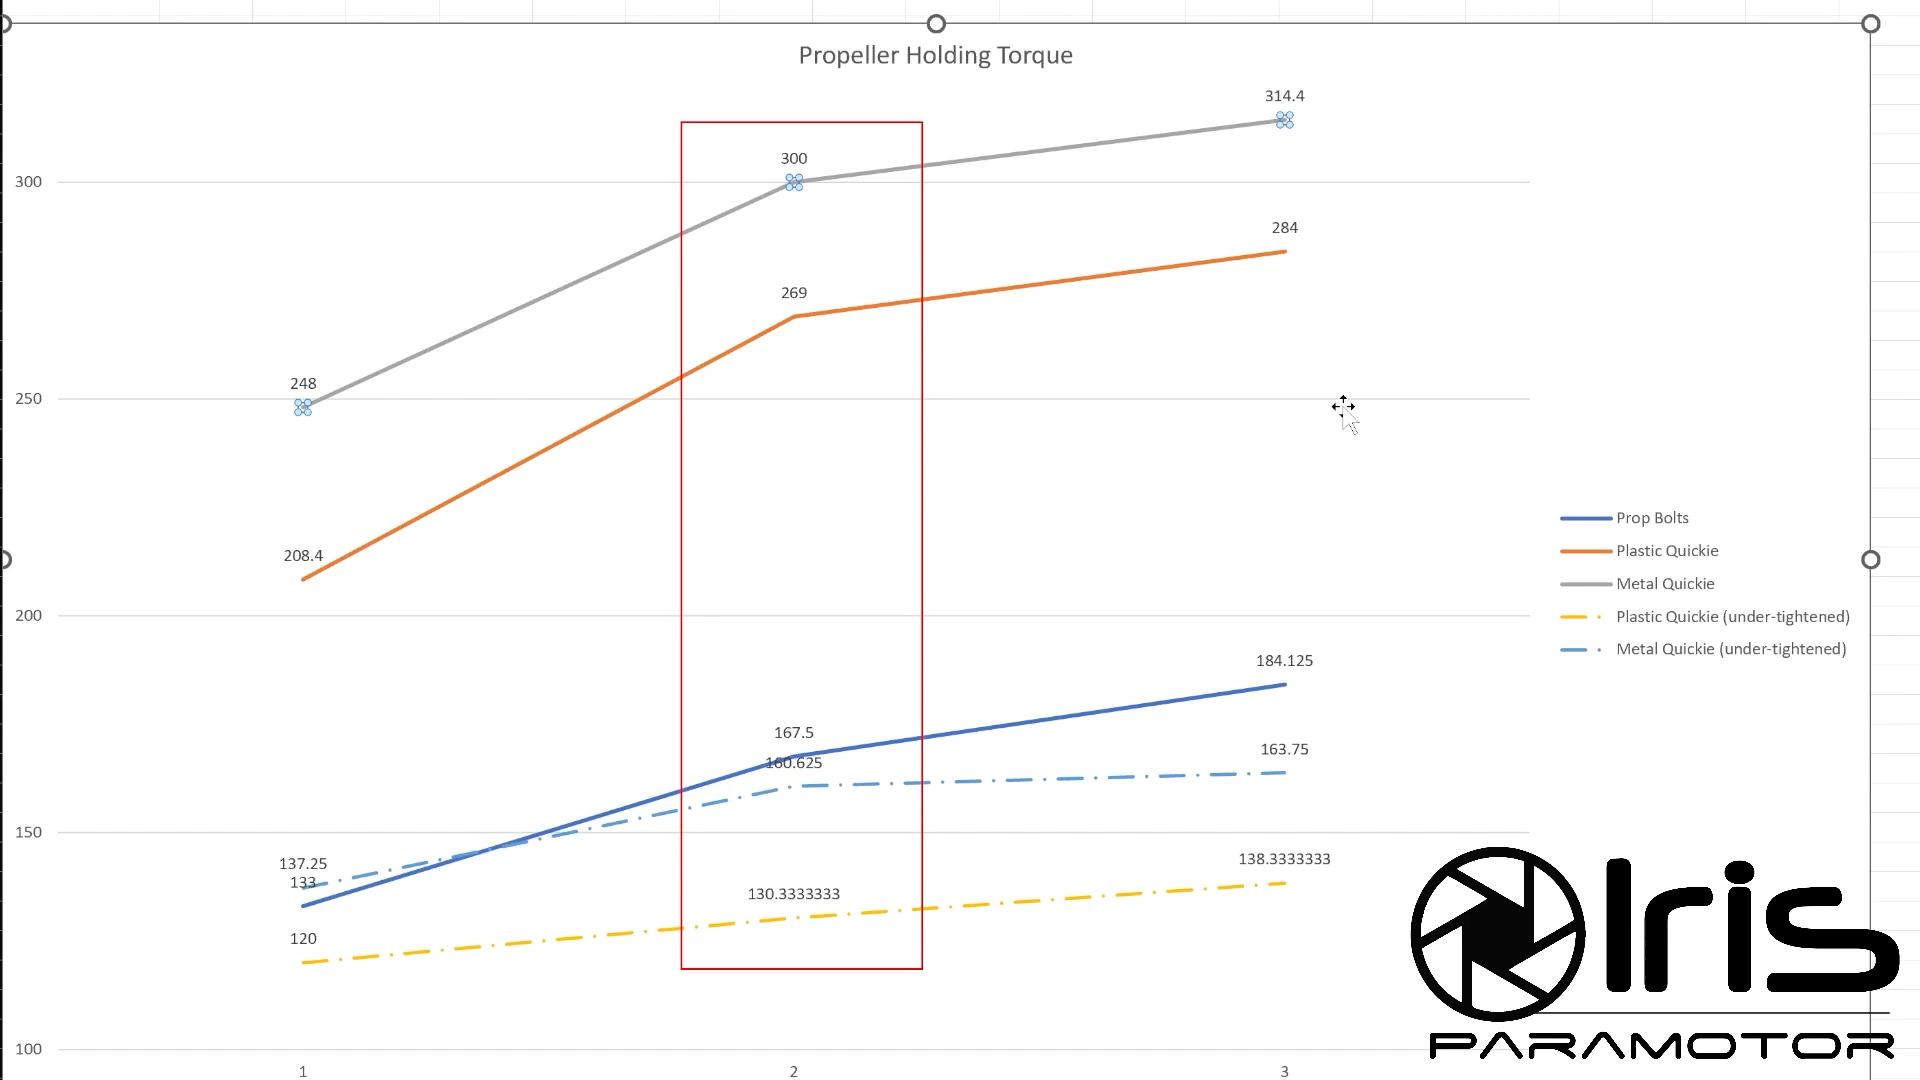 Propeller Holding Torque
314.4
300
300
284
269
248
250
208.4
200
Prop Bolts
Plastic Quickie
Metal Quickie
Plastic Quickie (under-tightened)
Metal Quickie (under-tightened)
184.125
167.5
160.625
163.75
150
137.25
133
138.3333333
130.3333333
120
100
1 2 3
Iris
PARAMOTOR